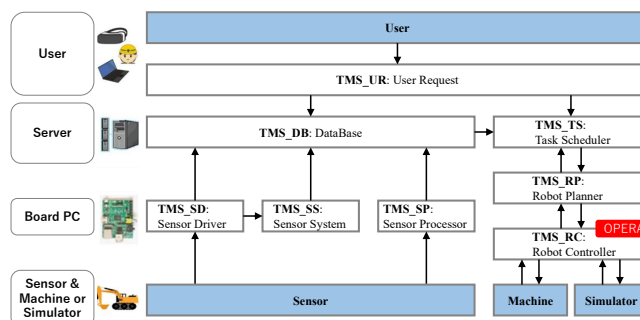 User
User
TMS_UR: User Request
Server
TMS_DB: DataBase
TMS_TS:
Task Scheduler
TMS_RP:
Robot Planner
Board PC
TMS_SD:
Sensor Driver
TMS_SS:
Sensor System
TMS_SP:
Sensor Processor
OPERA
TMS_RC:
Robot Controller
Sensor &
Machine or
Simulator
Sensor
Machine
Simulator